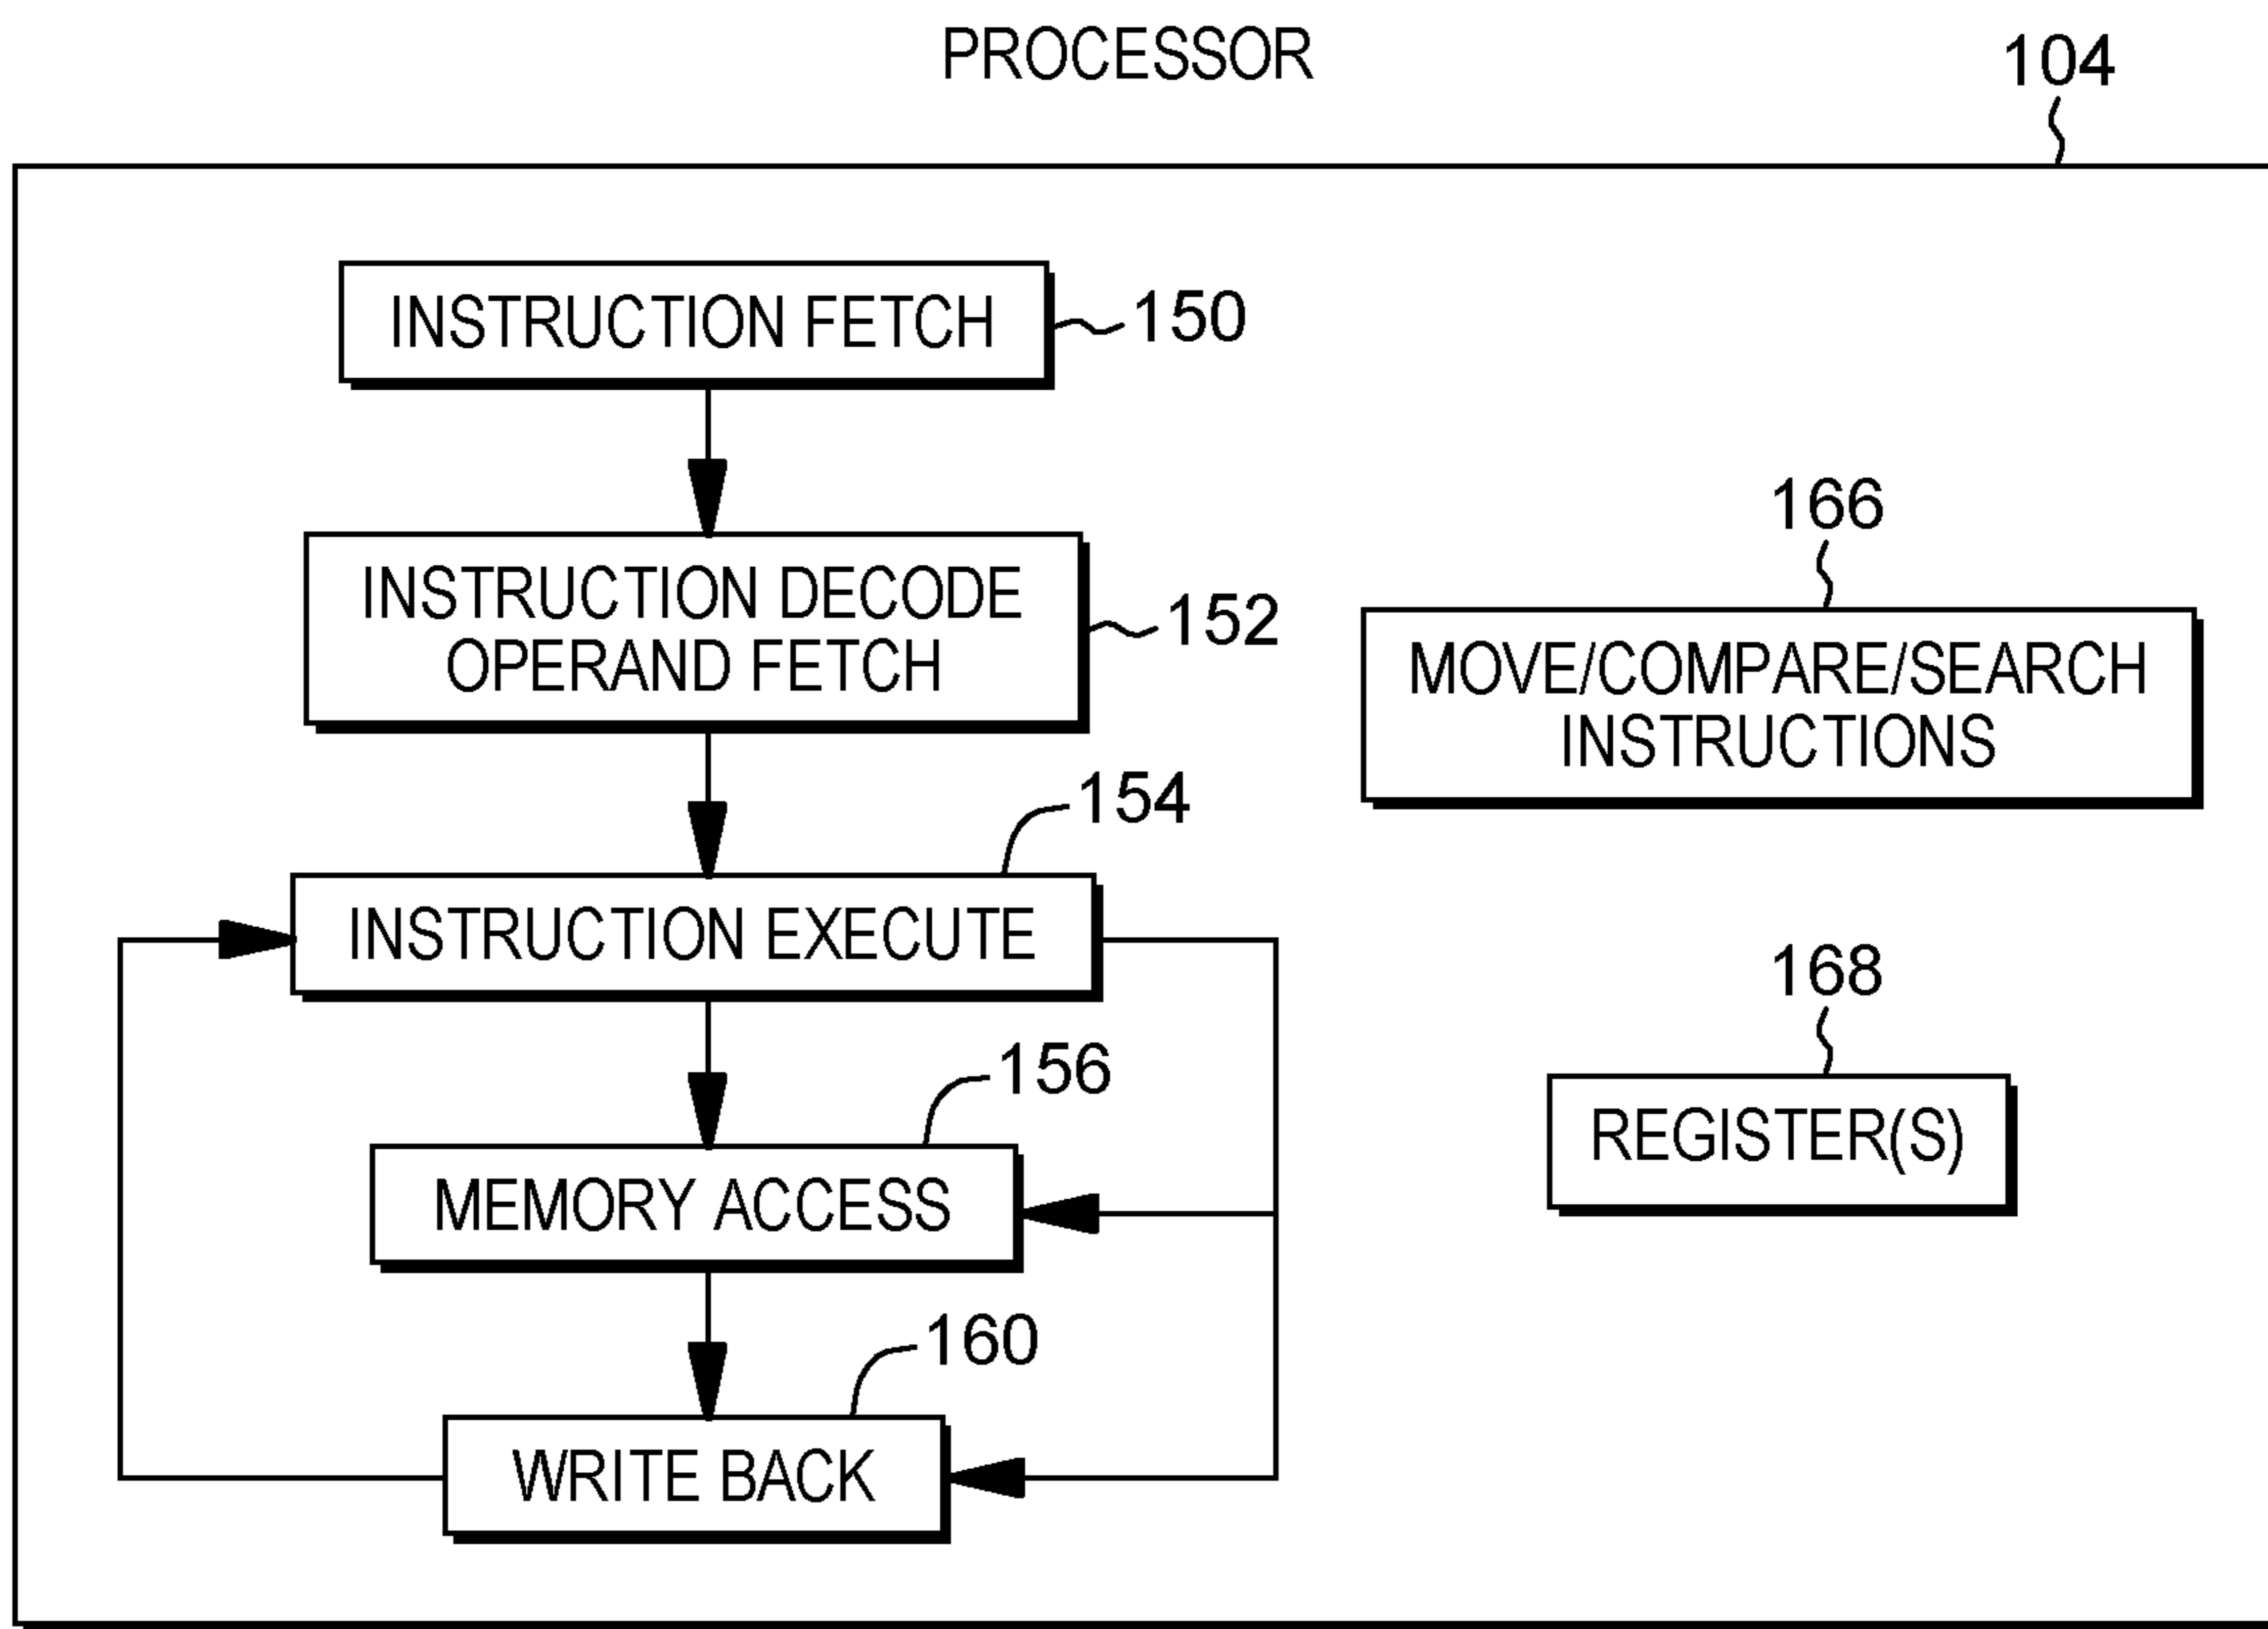 PROCESSOR
104
INSTRUCTION FETCH
150
INSTRUCTION DECODE
OPERAND FETCH
152
154
INSTRUCTION EXECUTE
156
MEMORY ACCESS
160
WRITE BACK
166
MOVE/COMPARE/SEARCH
INSTRUCTIONS
168
REGISTER(S)